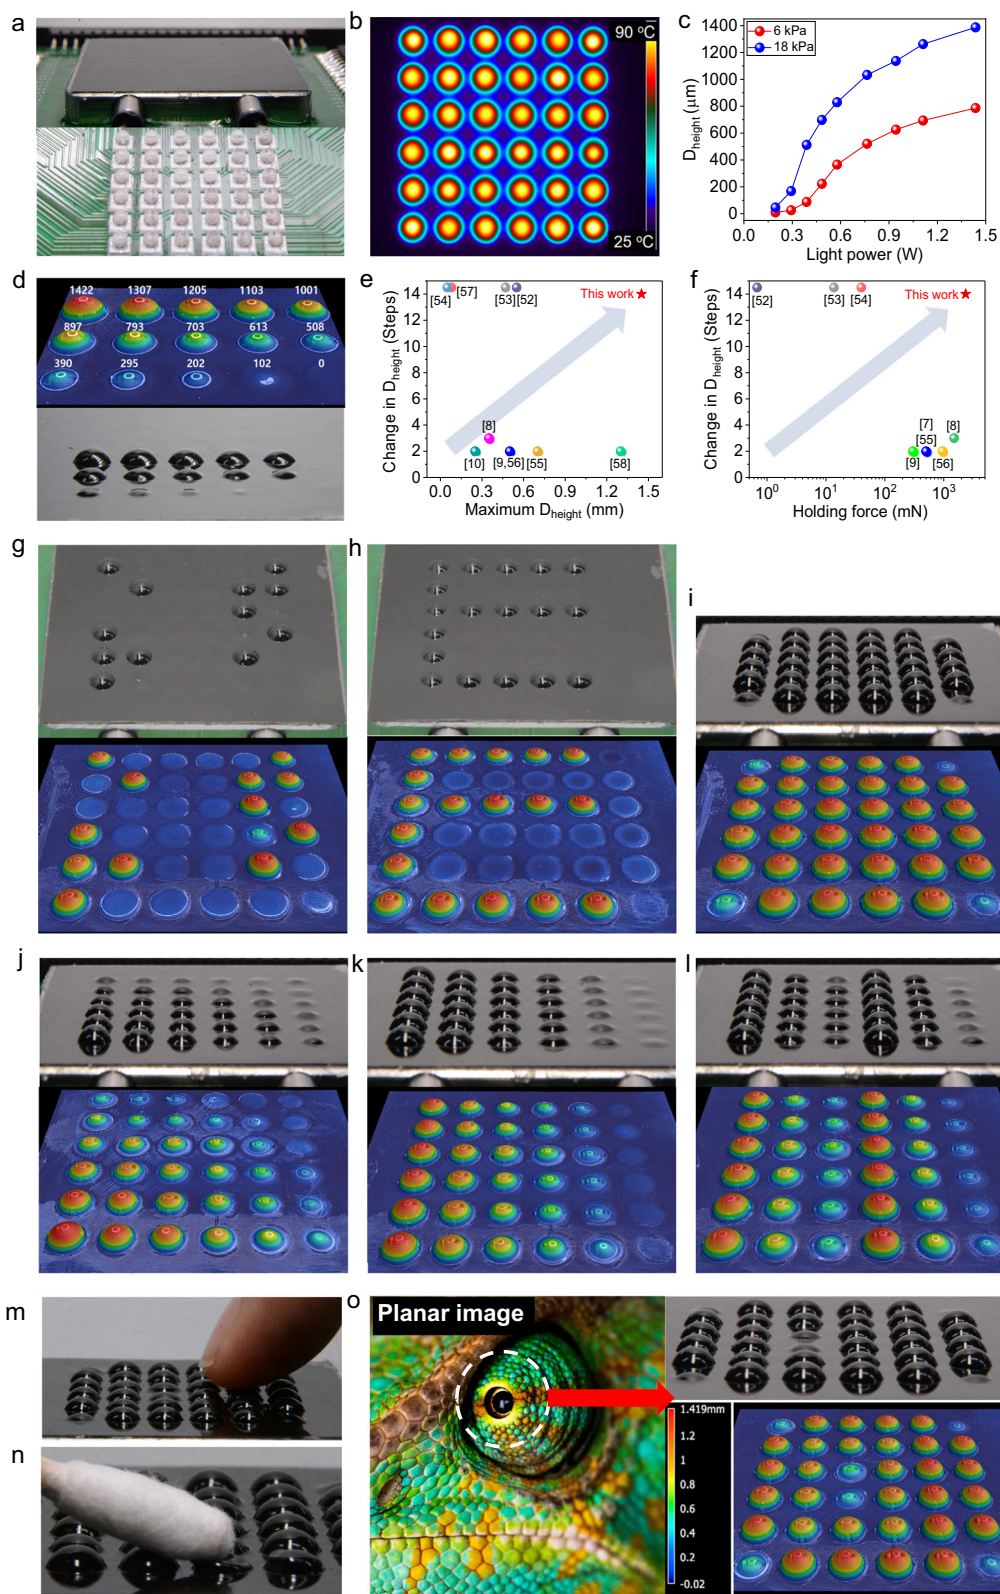 a
b
90 ºC
25 ºC
c
6 kPa
18 kPa
1400
1200
1000
800
600
400
200
0
D_height (μm)
0.0 0.3 0.6 0.9 1.2 1.5
Light power (W)
d
1422 1307 1205 1103 1001
897 793 703 613 508
390 295 202 102 0
e
14
12
10
8
6
4
2
0
Change in D_height (Steps)
[54] [57] [53] [52]
This work
[8]
[10] [9,56] [55] [58]
0.0 0.3 0.6 0.9 1.2 1.5
Maximum D_height (mm)
f
14
12
10
8
6
4
2
0
Change in D_height (Steps)
[52] [53] [54]
This work
[7]
[55]
[8]
[9] [56]
10⁰ 10¹ 10² 10³
Holding force (mN)
g
h
i
j
k
l
m
n
o
Planar image
1.419mm
1.2
1
0.8
0.6
0.4
0.2
-0.02